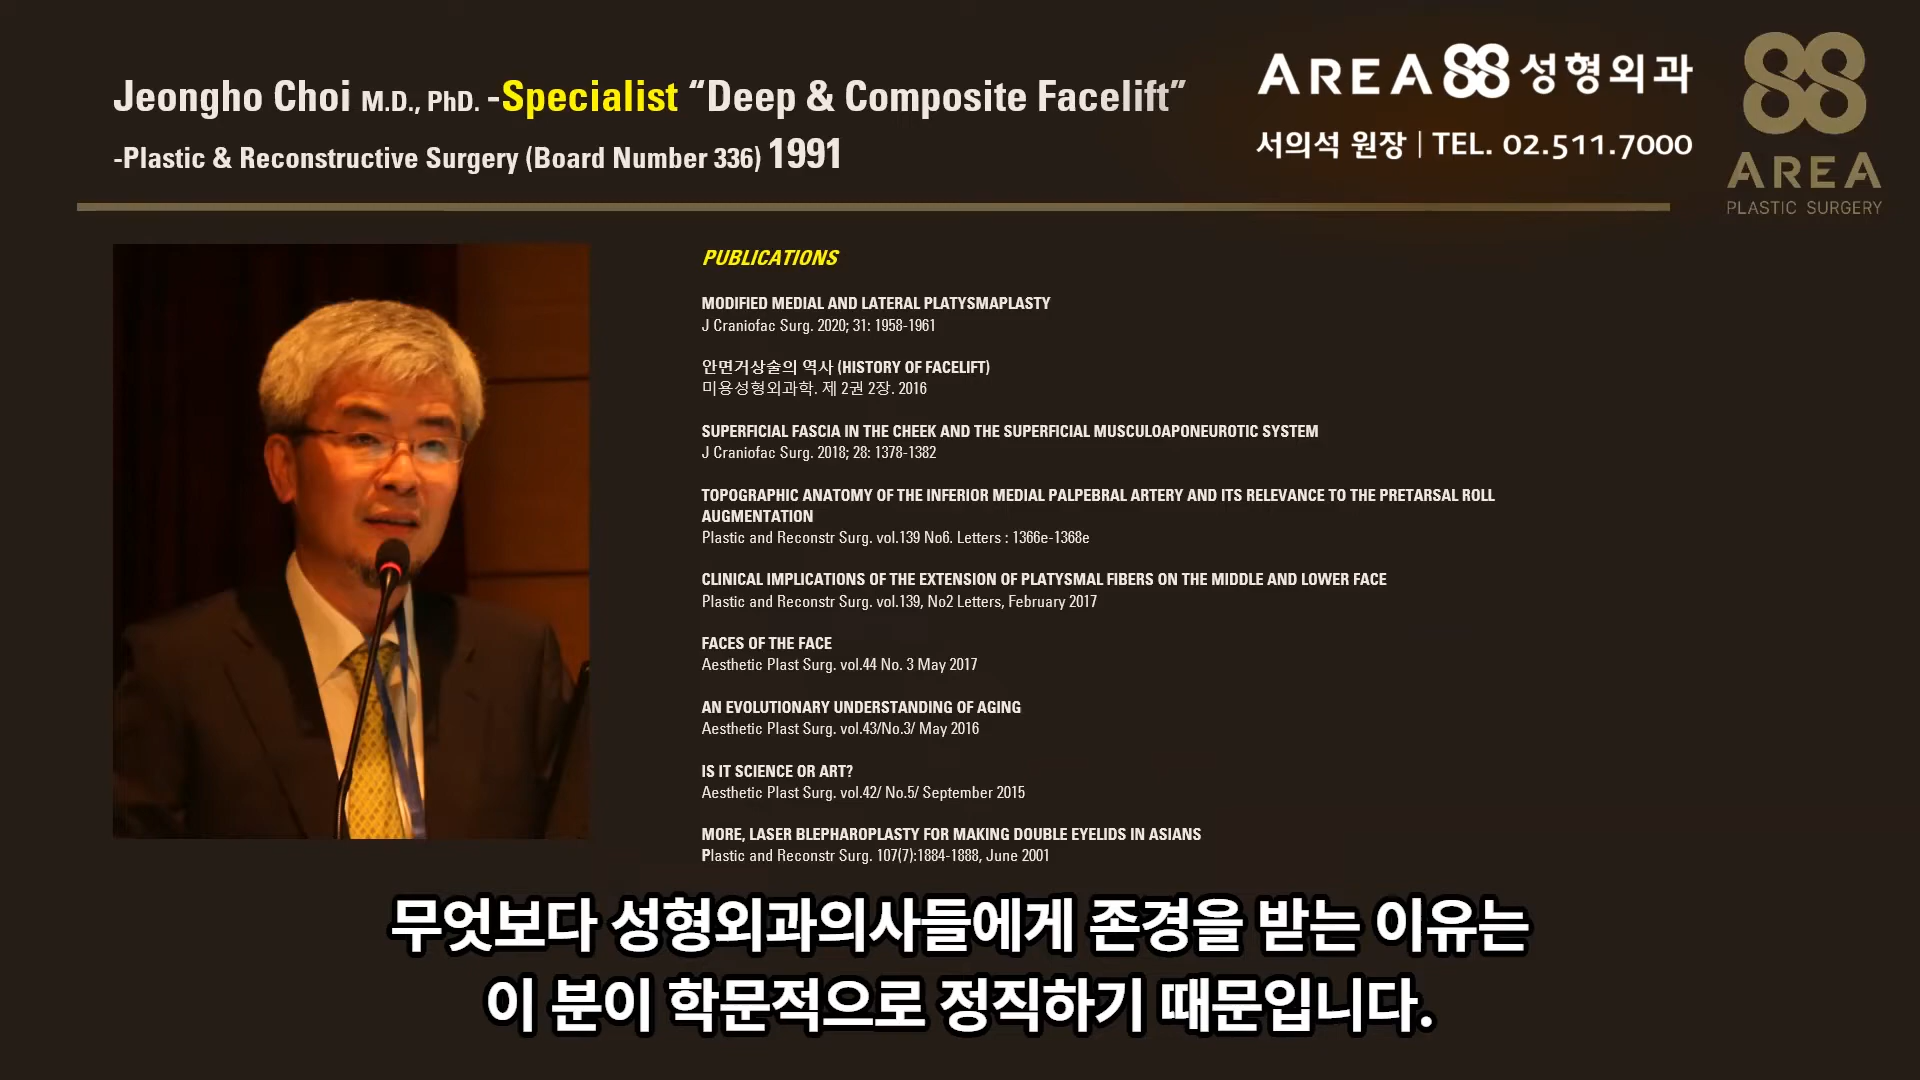 Jeongho Choi M.D., PhD. -Specialist “Deep & Composite Facelift”
-Plastic & Reconstructive Surgery (Board Number 336) 1991
AREA 88 성형외과
서의석 원장 | TEL. 02.511.7000
88
AREA
PLASTIC SURGERY
PUBLICATIONS
MODIFIED MEDIAL AND LATERAL PLATYSMAPLASTY
J Craniofac Surg. 2020; 31: 1958-1961
안면거상술의 역사 (HISTORY OF FACELIFT)
미용성형외과학. 제 2권 2장. 2016
SUPERFICIAL FASCIA IN THE CHEEK AND THE SUPERFICIAL MUSCULOAPONEUROTIC SYSTEM
J Craniofac Surg. 2018; 28: 1378-1382
TOPOGRAPHIC ANATOMY OF THE INFERIOR MEDIAL PALPEBRAL ARTERY AND ITS RELEVANCE TO THE PRETARSAL ROLL
AUGMENTATION
Plastic and Reconstr Surg. vol.139 No6. Letters : 1366e-1368e
CLINICAL IMPLICATIONS OF THE EXTENSION OF PLATYSMAL FIBERS ON THE MIDDLE AND LOWER FACE
Plastic and Reconstr Surg. vol.139, No2 Letters, February 2017
FACES OF THE FACE
Aesthetic Plast Surg. vol.44 No. 3 May 2017
AN EVOLUTIONARY UNDERSTANDING OF AGING
Aesthetic Plast Surg. vol.43/No.3/ May 2016
IS IT SCIENCE OR ART?
Aesthetic Plast Surg. vol.42/ No.5/ September 2015
MORE, LASER BLEPHAROPLASTY FOR MAKING DOUBLE EYELIDS IN ASIANS
Plastic and Reconstr Surg. 107(7):1884-1888, June 2001
무엇보다 성형외과의사들에게 존경을 받는 이유는
이 분이 학문적으로 정직하기 때문입니다.